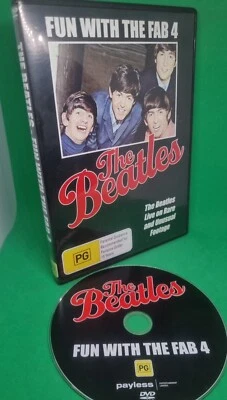 FUN WITH THE FAB 4
THE BEATLES - FUN WITH THE FAB 4
The
Beatles
The Beatles
Live on Rare
and Unusual
Footage
PG
The
Beatles
FUN WITH THE FAB 4
PG
payless
DVD